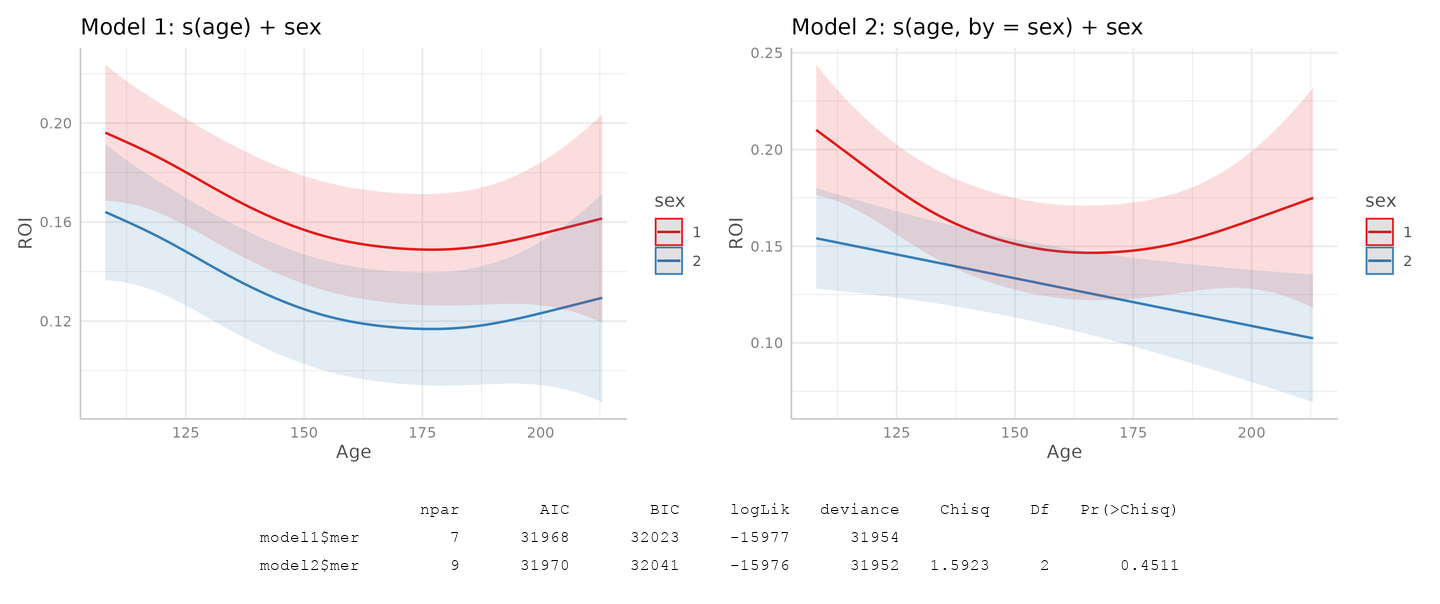 Model 1: s(age) + sex
0.20
0.16
0.12
ROI
125 150 175 200
Age
sex
1
2
Model 2: s(age, by = sex) + sex
0.25
0.20
0.15
0.10
ROI
125 150 175 200
Age
sex
1
2
npar AIC BIC logLik deviance Chisq Df Pr(>Chisq)
model1$mer 7 31968 32023 -15977 31954
model2$mer 9 31970 32041 -15976 31952 1.5923 2 0.4511